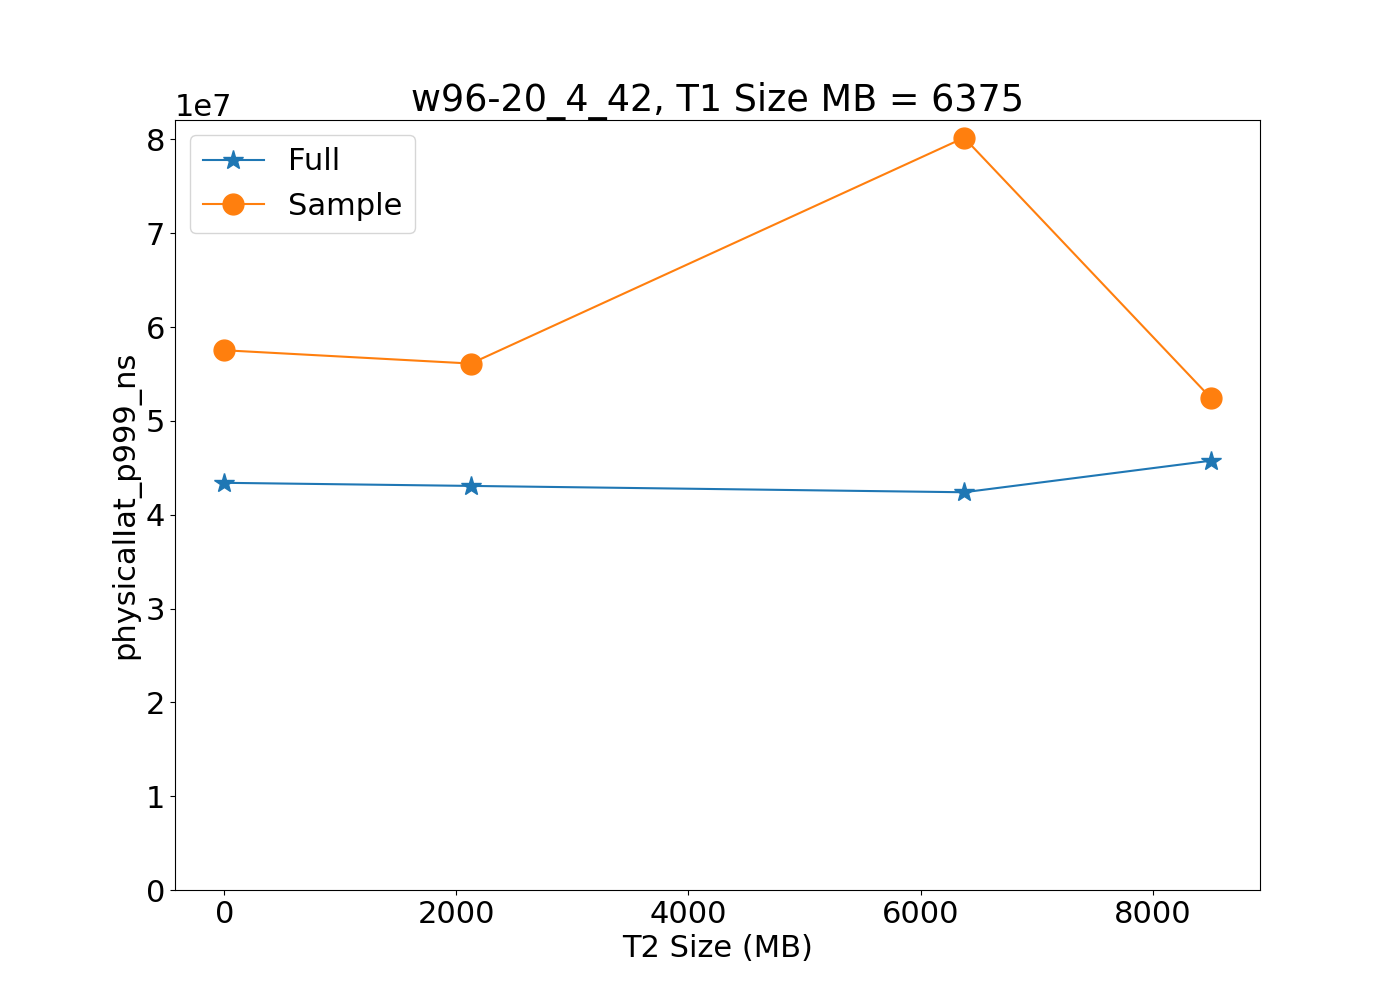 w96-20_4_42, T1 Size MB = 6375
1e7
Full
Sample
8
7
6
5
4
3
2
1
0
physicallat_p999_ns
0 2000 4000 6000 8000
T2 Size (MB)